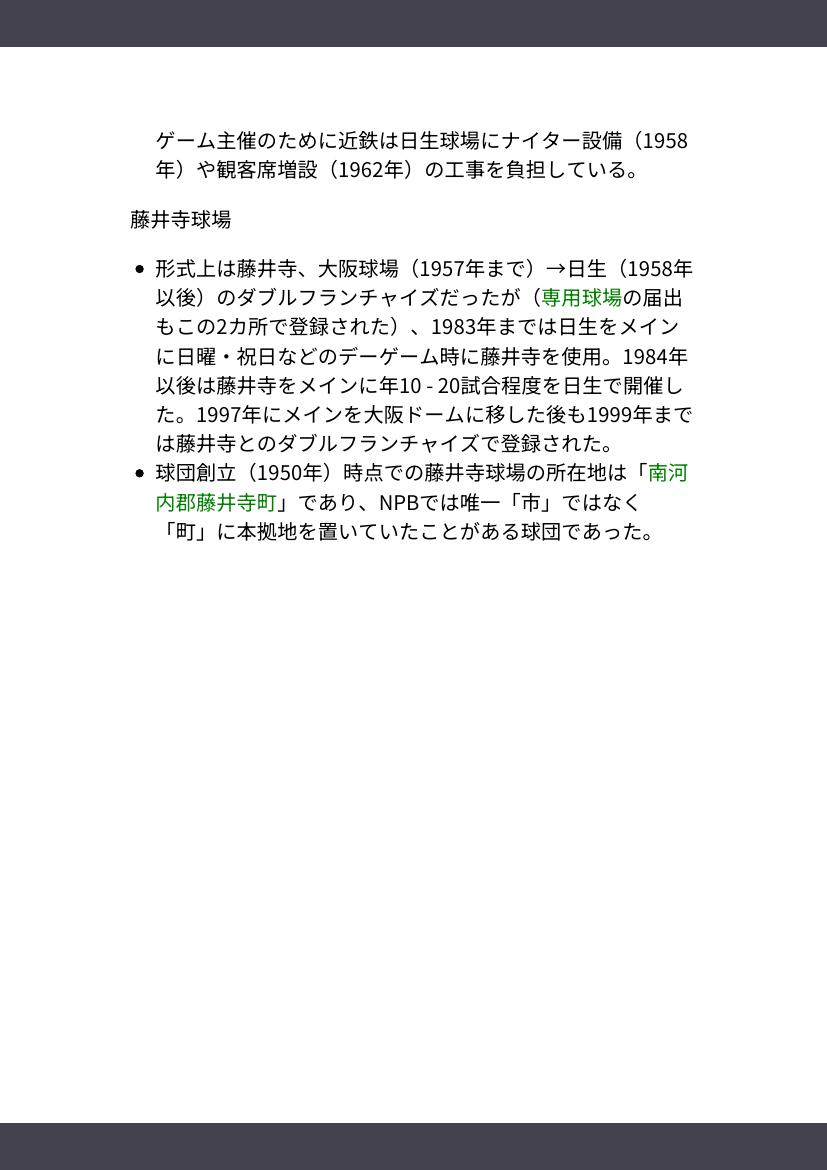 ゲーム主催のために近鉄は日生球場にナイター設備（1958
年）や観客席増設（1962年）の工事を負担している。
藤井寺球場
• 形式上は藤井寺、大阪球場（1957年まで）→日生（1958年
以後）のダブルフランチャイズだったが（専用球場の届出
もこの2カ所で登録された）、1983年までは日生をメイン
に日曜・祝日などのデーゲーム時に藤井寺を使用。1984年
以後は藤井寺をメインに年10 - 20試合程度を日生で開催し
た。1997年にメインを大阪ドームに移した後も1999年まで
は藤井寺とのダブルフランチャイズで登録された。
• 球団創立（1950年）時点での藤井寺球場の所在地は「南河
内郡藤井寺町」であり、NPBでは唯一「市」ではなく
「町」に本拠地を置いていたことがある球団であった。